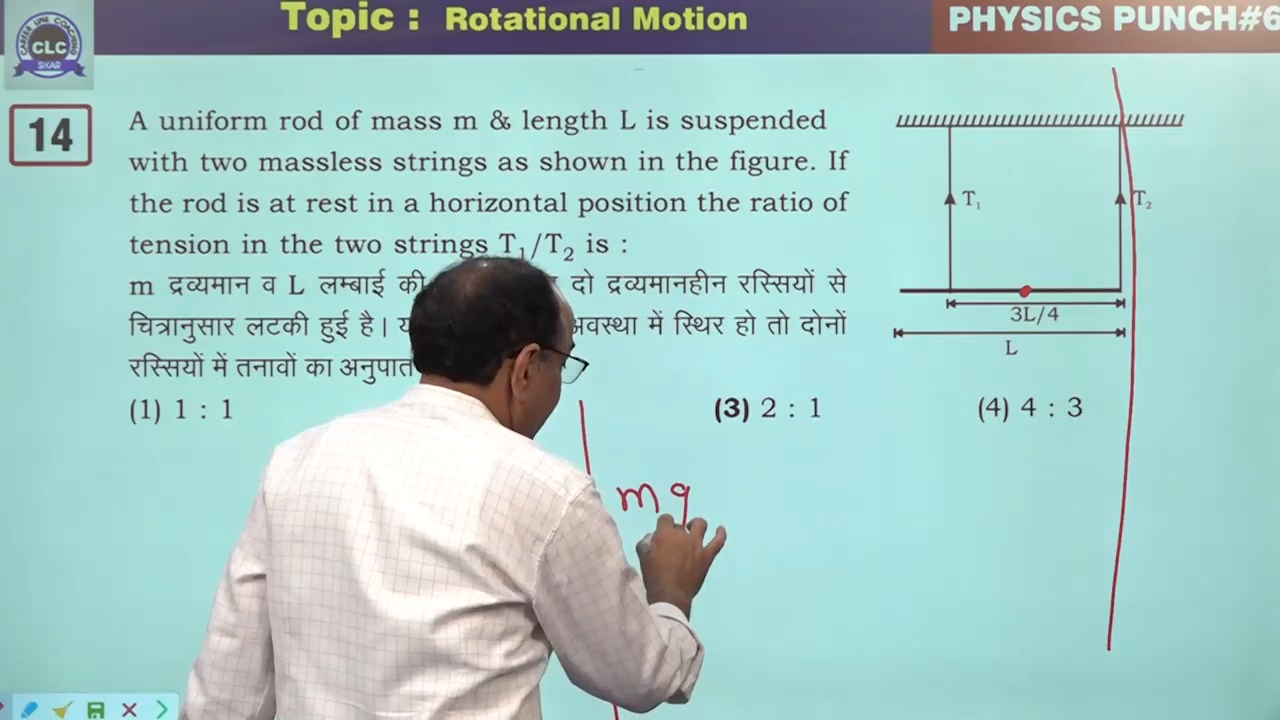 Topic : Rotational Motion
PHYSICS PUNCH#6
CAREER LINE COACHING
CLC
SIKAR
14
A uniform rod of mass m & length L is suspended
with two massless strings as shown in the figure. If
the rod is at rest in a horizontal position the ratio of
tension in the two strings T₁/T₂ is :
m द्रव्यमान व L लम्बाई की दो द्रव्यमानहीन रस्सियों से
चित्रानुसार लटकी हुई है। अवस्था में स्थिर हो तो दोनों
रस्सियों में तनावों का अनुपात
(1) 1 : 1
(3) 2 : 1
(4) 4 : 3
T₁
T₂
3L/4
L
mg